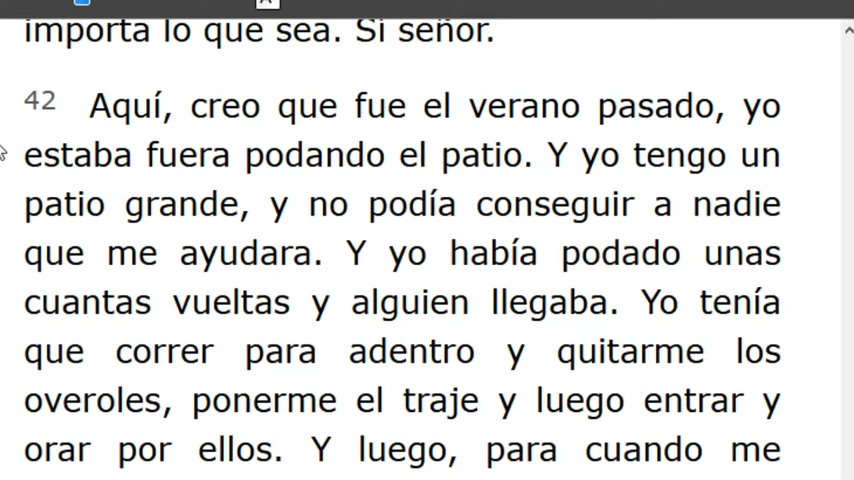 importa lo que sea. Sí señor.
42 Aquí, creo que fue el verano pasado, yo
estaba fuera podando el patio. Y yo tengo un
patio grande, y no podía conseguir a nadie
que me ayudara. Y yo había podado unas
cuantas vueltas y alguien llegaba. Yo tenía
que correr para adentro y quitarme los
overoles, ponerme el traje y luego entrar y
orar por ellos. Y luego, para cuando me